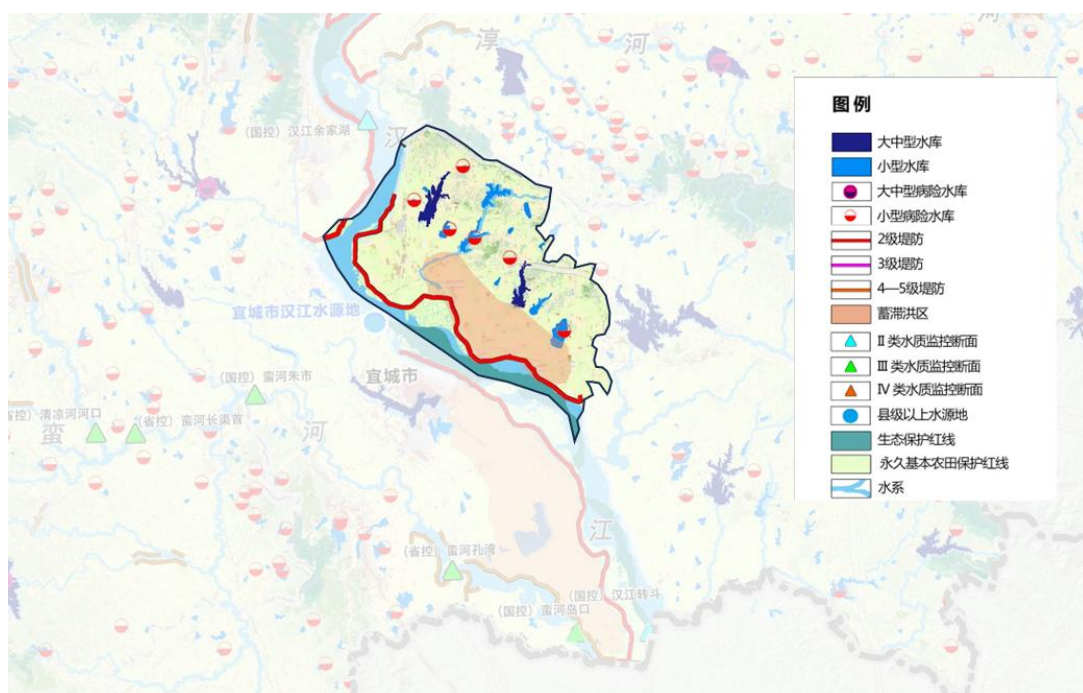 淳
河
河
（国控）汉江余家湖
汉
宜城市汉江水源地
宜城市
（国控）蛮河朱市
省控）清凉河河口
（省控）蛮河长渠首
蛮
河
（省控）蛮河孔湾
江
（国控）汉江转斗
（国控）蛮河岛口
图例
大中型水库
小型水库
大中型病险水库
小型病险水库
2级堤防
3级堤防
4—5级堤防
蓄滞洪区
Ⅱ类水质监控断面
Ⅲ类水质监控断面
Ⅳ类水质监控断面
县级以上水源地
生态保护红线
永久基本农田保护红线
水系